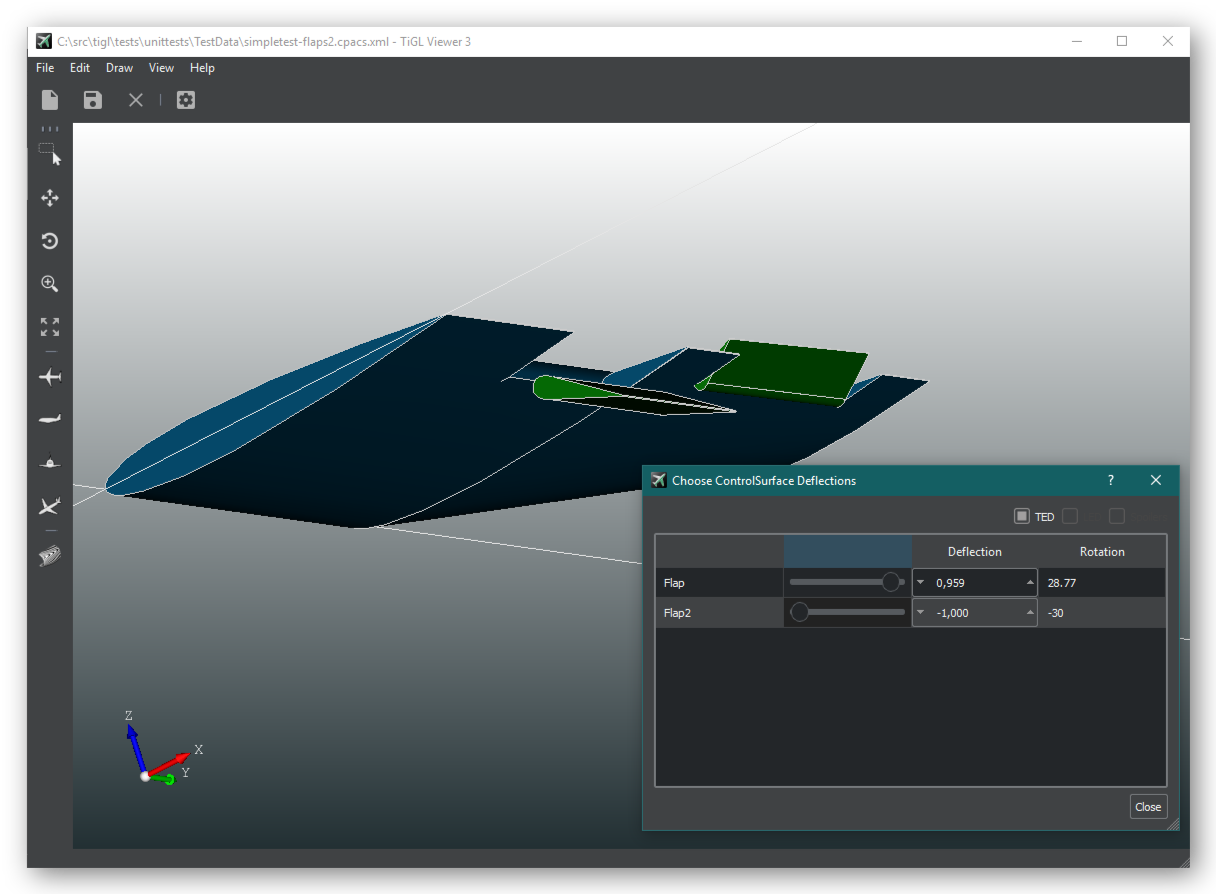 C:\src\tigl\tests\unittests\TestData\simpletest-flaps2.cpacs.xml - TiGL Viewer 3
File Edit Draw View Help
Choose ControlSurface Deflections ?
TED
Deflection Rotation
Flap 0,959 28.77
Flap2 -1,000 -30
Z
X
Y
Close